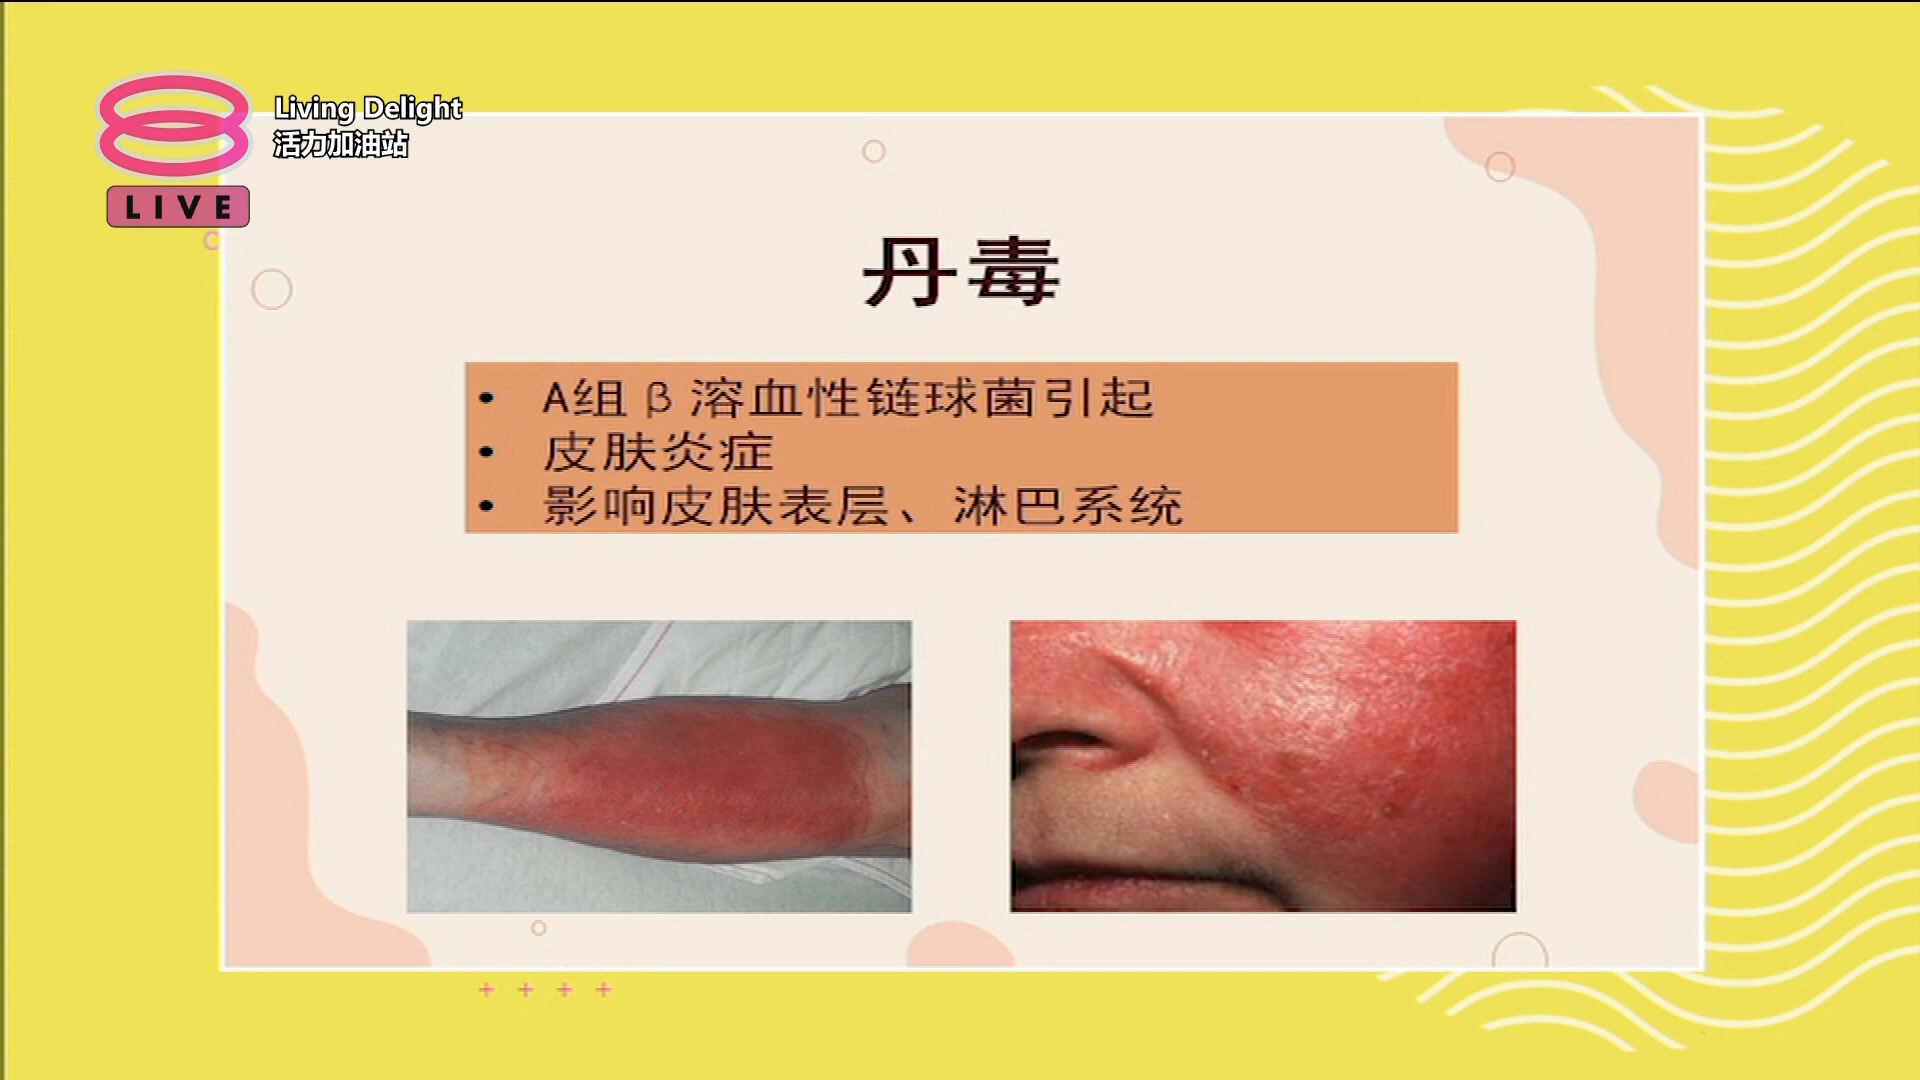 Living Delight
活力加油站
LIVE
丹毒
• A组 β 溶血性链球菌引起
• 皮肤炎症
• 影响皮肤表层、淋巴系统